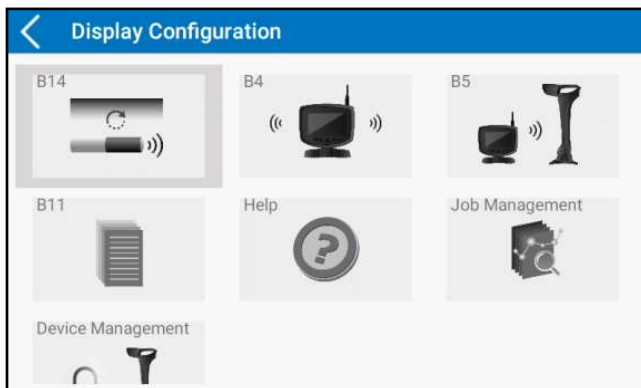 Display Configuration
B14
B4
B5
B11
Help
Job Management
Device Management